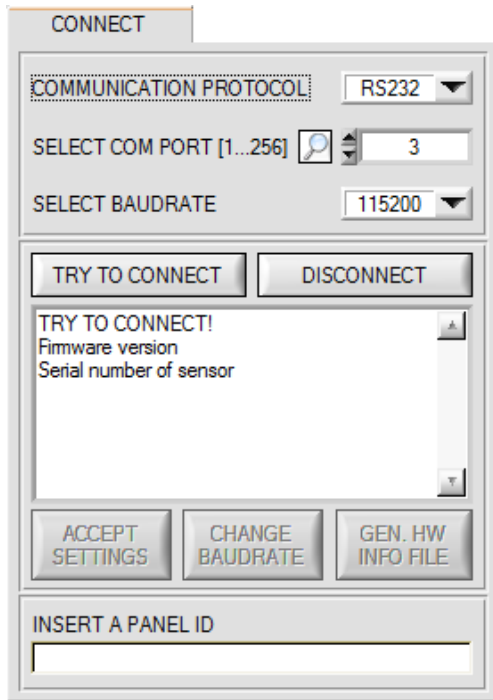 CONNECT
COMMUNICATION PROTOCOL RS232
SELECT COM PORT [1...256] 3
SELECT BAUDRATE 115200
TRY TO CONNECT DISCONNECT
TRY TO CONNECT!
Firmware version
Serial number of sensor
ACCEPT SETTINGS CHANGE BAUDRATE GEN. HW INFO FILE
INSERT A PANEL ID